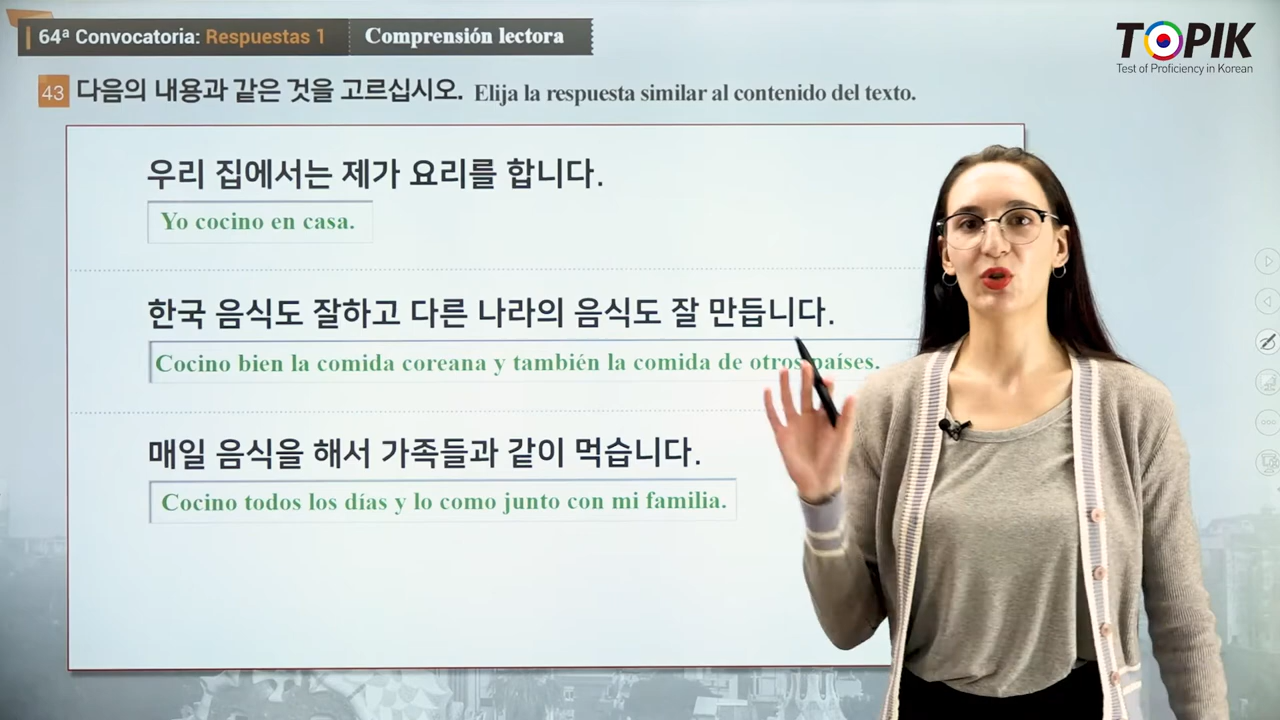 64ª Convocatoria: Respuestas 1
Comprensión lectora
TOPIK
Test of Proficiency in Korean
43 다음의 내용과 같은 것을 고르십시오. Elija la respuesta similar al contenido del texto.
우리 집에서는 제가 요리를 합니다.
Yo cocino en casa.
한국 음식도 잘하고 다른 나라의 음식도 잘 만듭니다.
Cocino bien la comida coreana y también la comida de otros países.
매일 음식을 해서 가족들과 같이 먹습니다.
Cocino todos los días y lo como junto con mi familia.